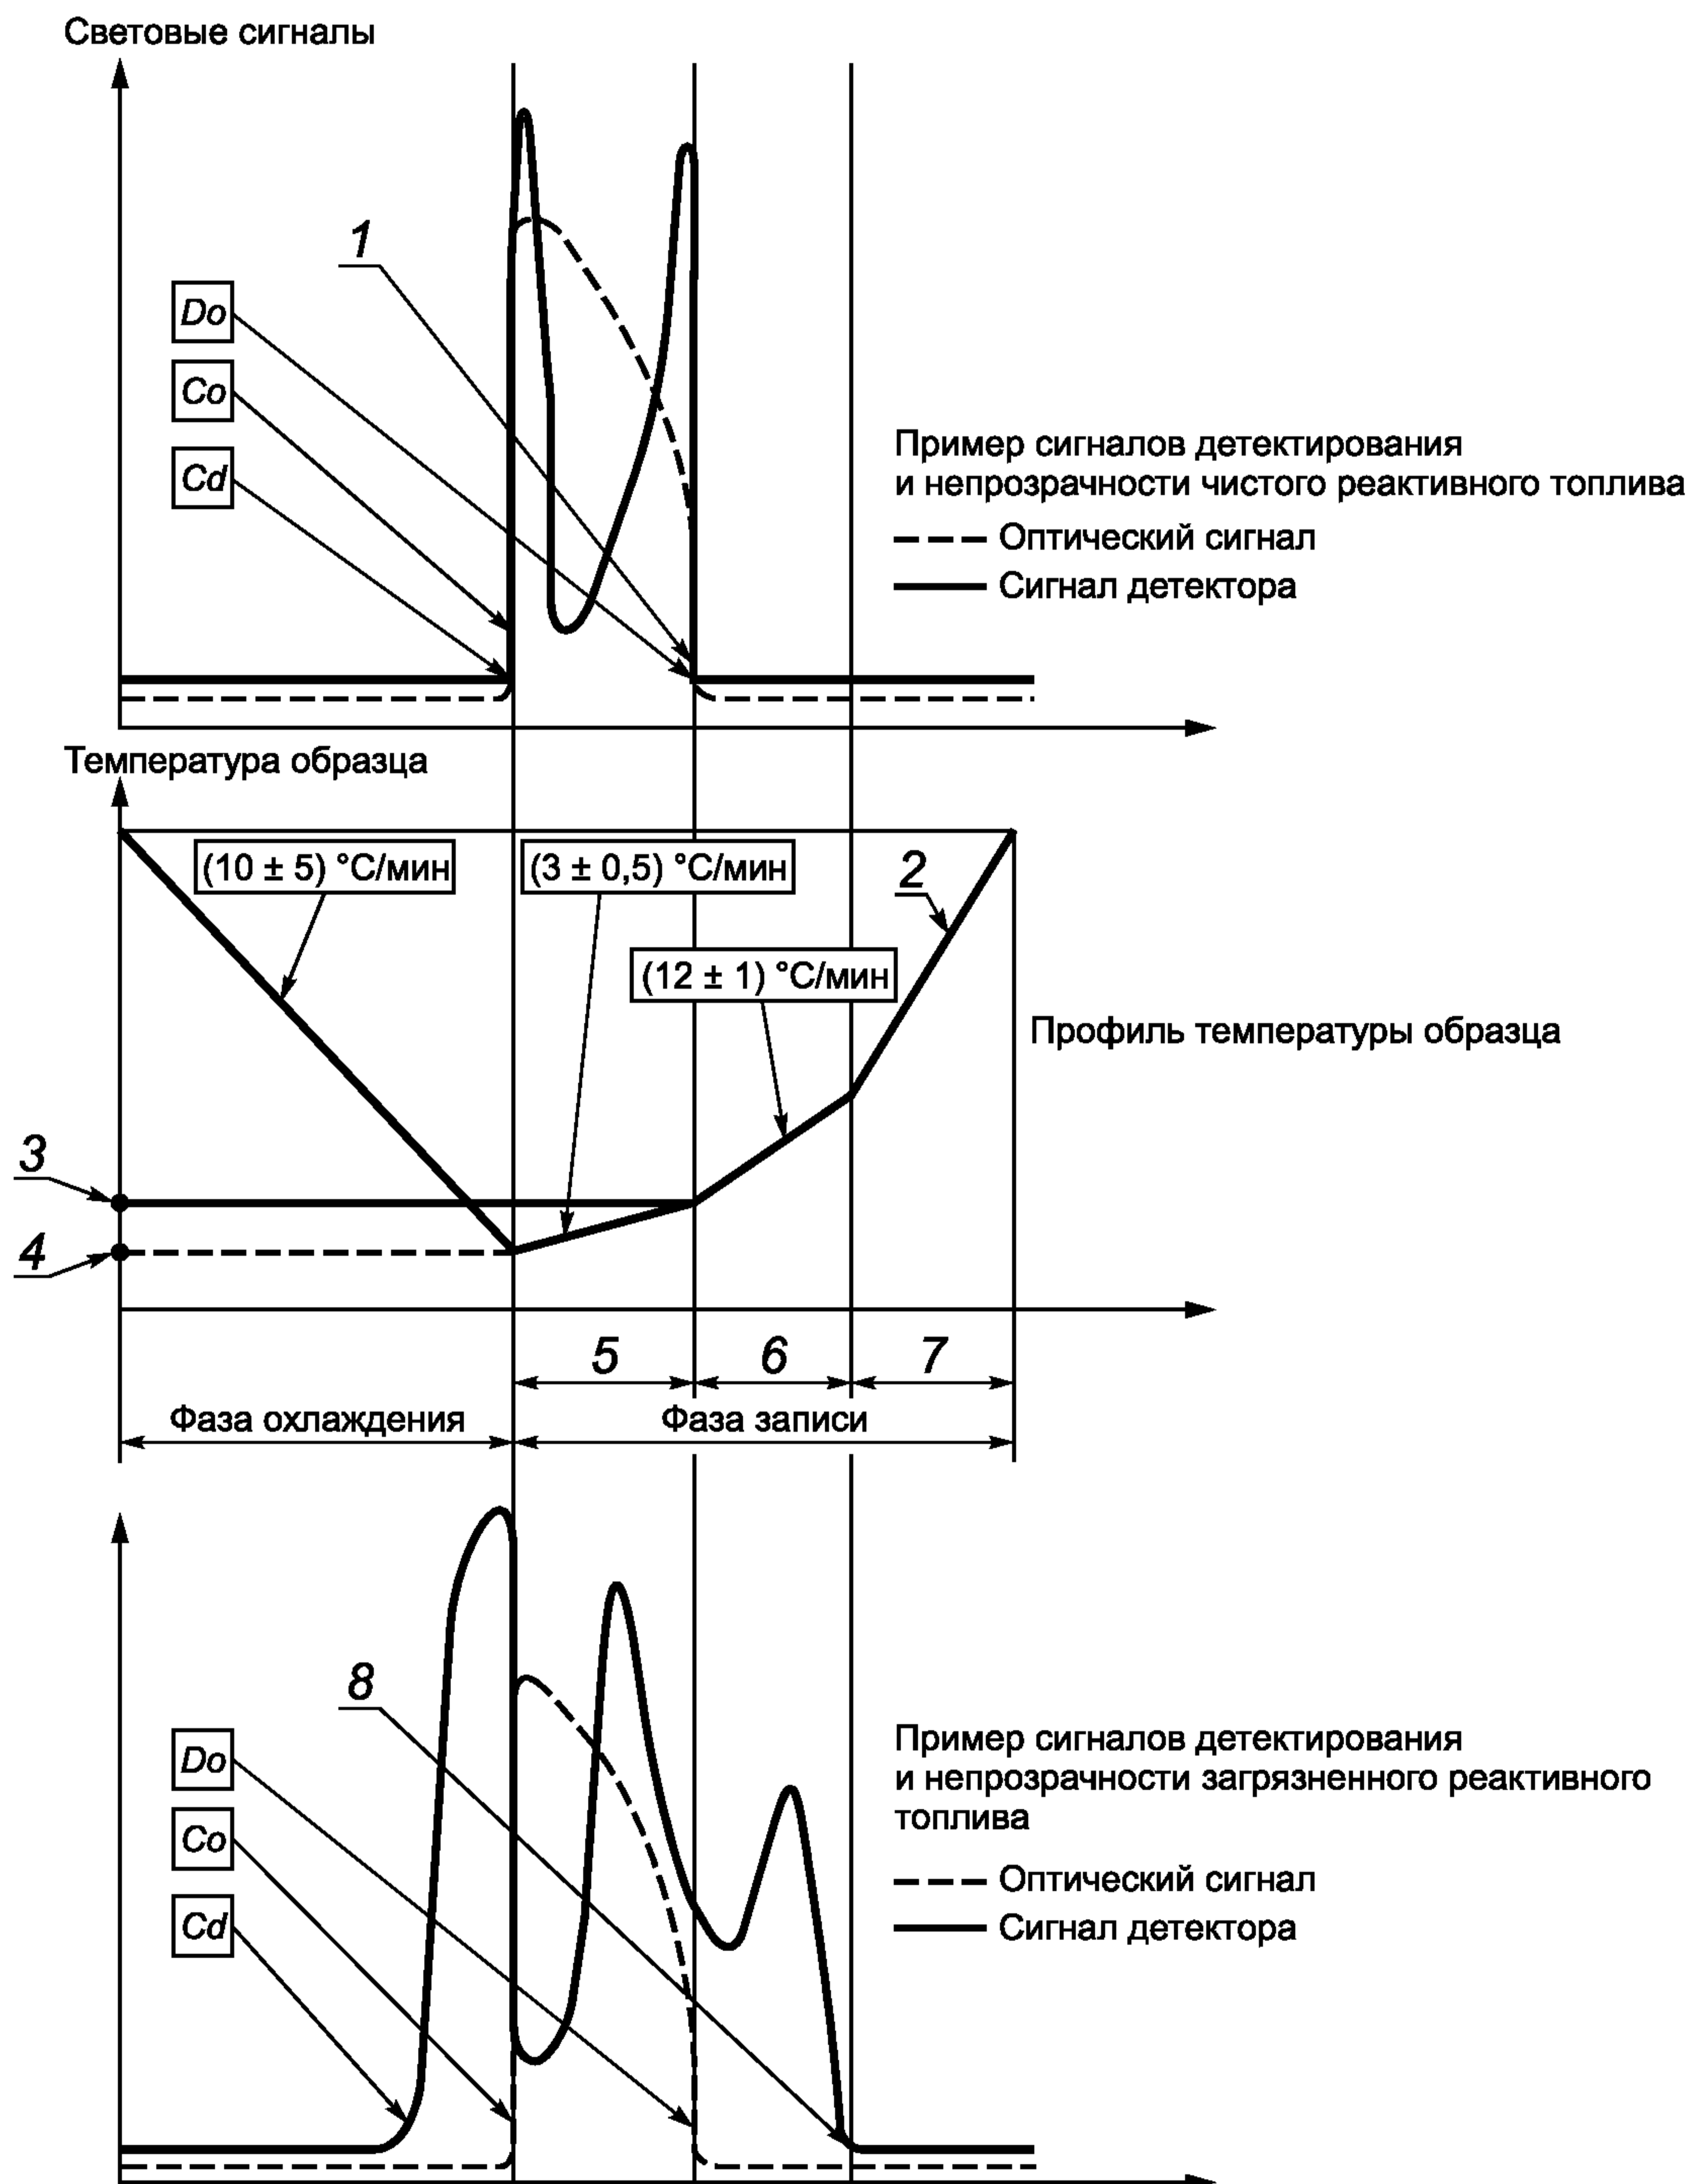 Световые сигналы
1
Do
Co
Cd
Пример сигналов детектирования
и непрозрачности чистого реактивного топлива
Оптический сигнал
Сигнал детектора
Температура образца
(10 ± 5) °С/мин
(3 ± 0,5) °С/мин
2
(12 ± 1) °С/мин
Профиль температуры образца
3
4
5
6
7
Фаза охлаждения
Фаза записи
8
Do
Co
Cd
Пример сигналов детектирования
и непрозрачности загрязненного реактивного
топлива
Оптический сигнал
Сигнал детектора